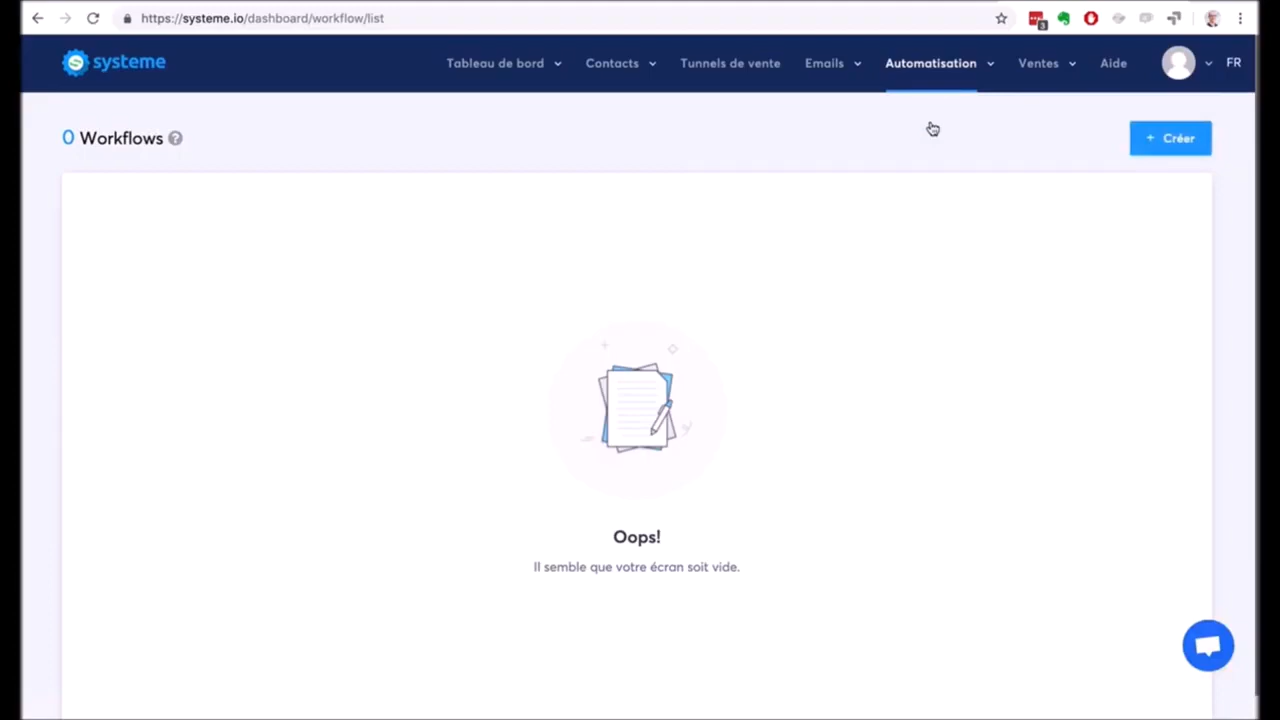 https://systeme.io/dashboard/workflow/list
3
systeme
Tableau de bord
Contacts
Tunnels de vente
Emails
Automatisation
Ventes
Aide
FR
0 Workflows ?
+ Créer
Oops!
Il semble que votre écran soit vide.